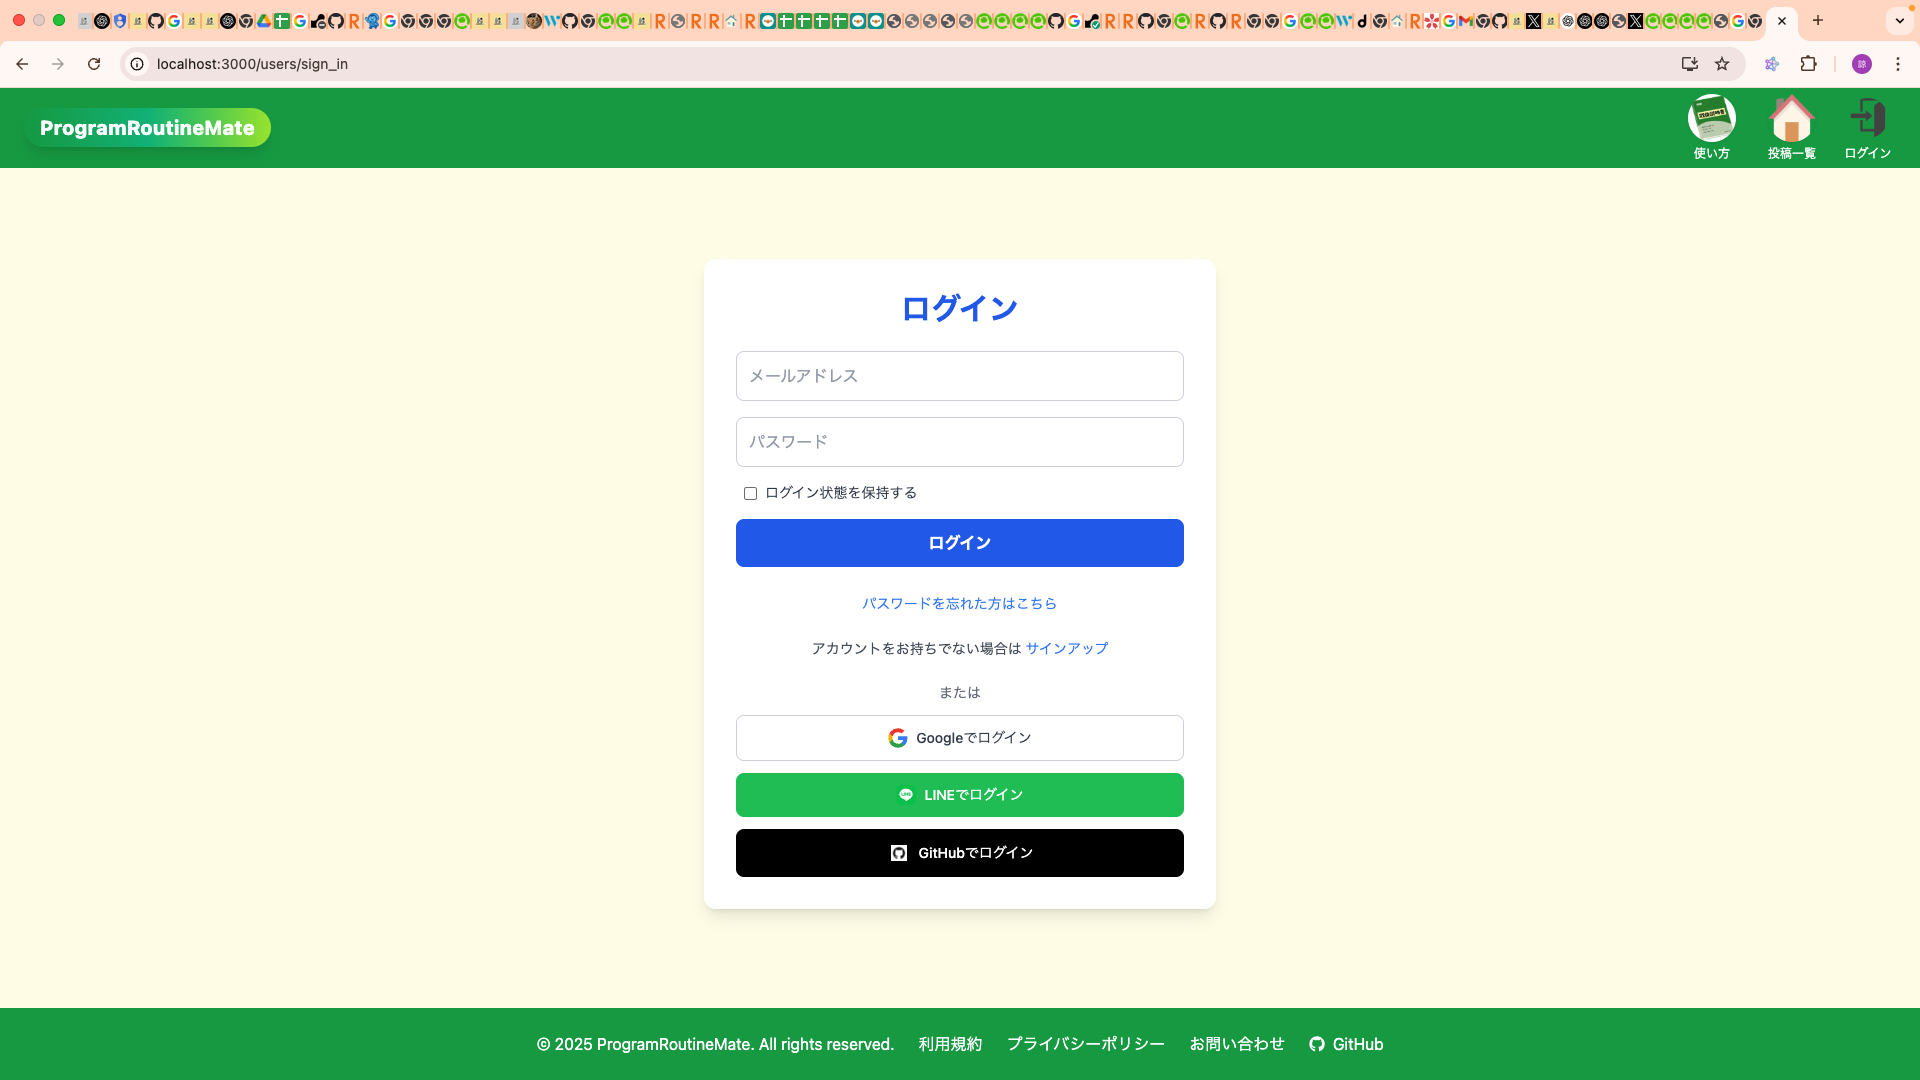 localhost:3000/users/sign_in
ProgramRoutineMate
使い方
投稿一覧
ログイン
ログイン
メールアドレス
パスワード
ログイン状態を保持する
ログイン
パスワードを忘れた方はこちら
アカウントをお持ちでない場合は サインアップ
または
Googleでログイン
LINEでログイン
GitHubでログイン
© 2025 ProgramRoutineMate. All rights reserved. 利用規約 プライバシーポリシー お問い合わせ GitHub